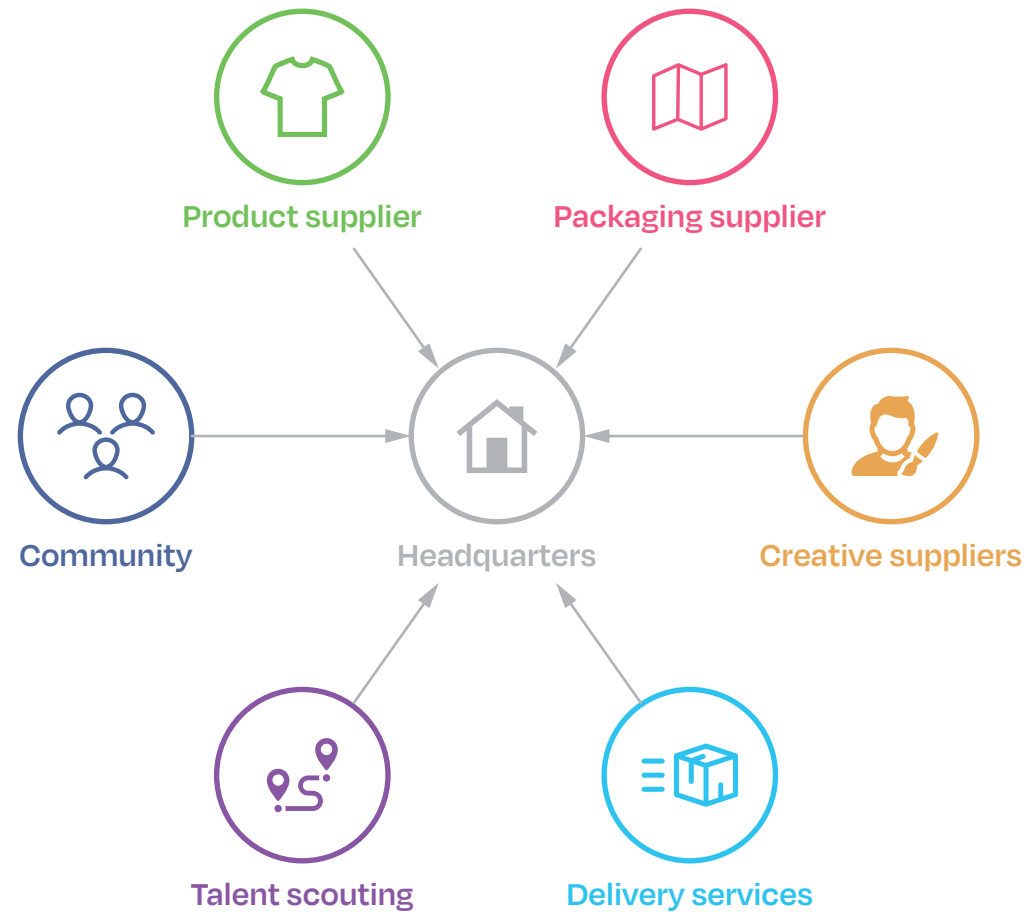 Product supplier
Packaging supplier
Community
Headquarters
Creative suppliers
Talent scouting
Delivery services